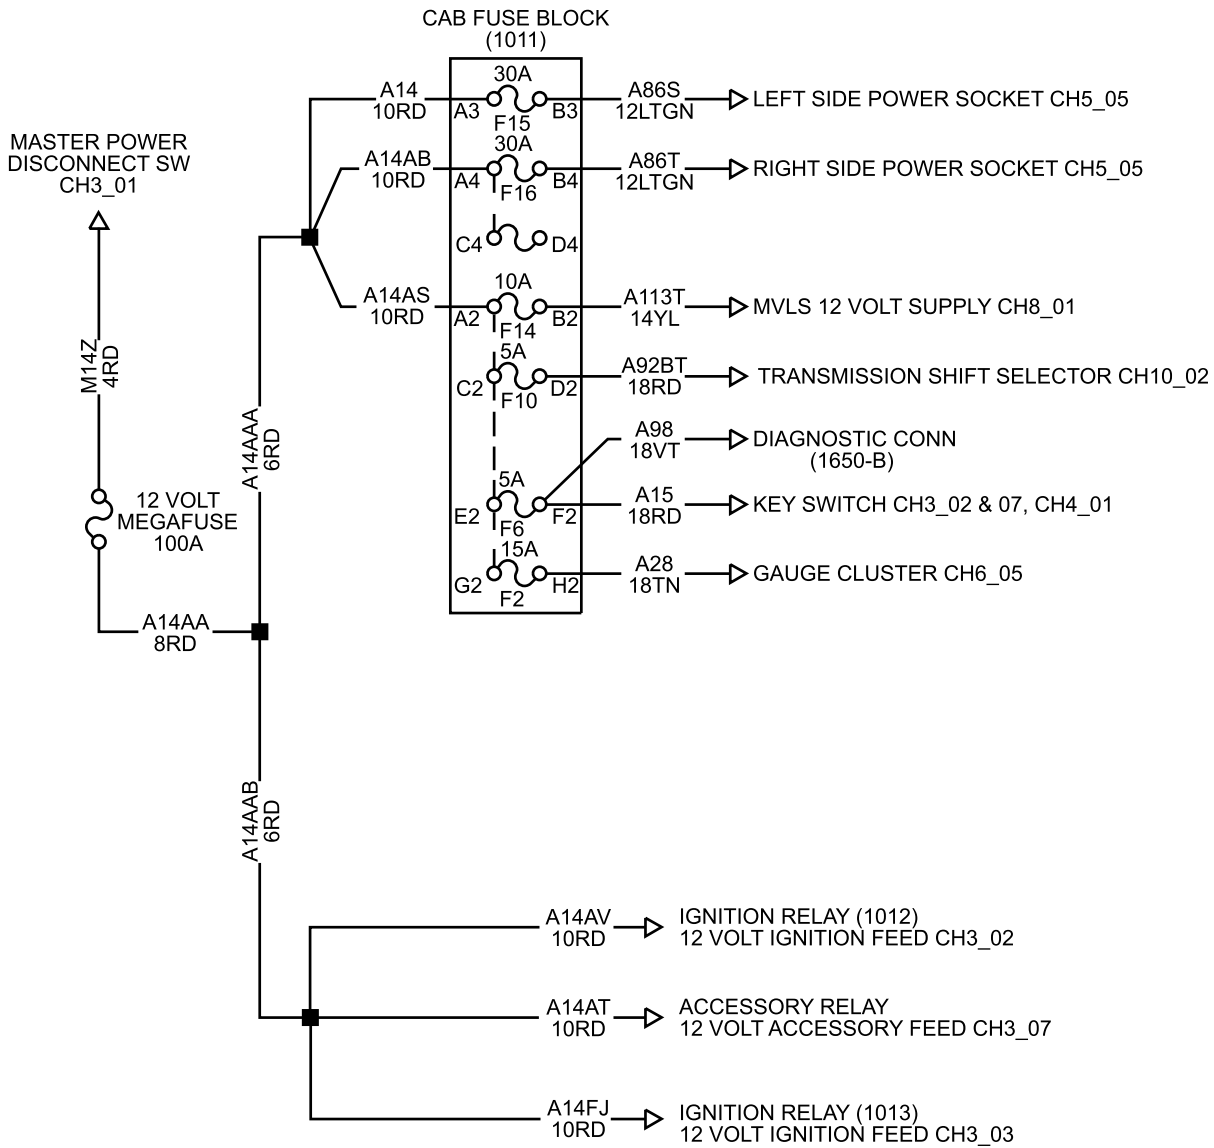 CAB FUSE BLOCK
(1011)
MASTER POWER
DISCONNECT SW
CH3_01
M14Z
4RD
12 VOLT
MEGAFUSE
100A
A14AA
8RD
A14AAA
6RD
A14AAB
6RD
A14
10RD
A3
30A
F15
B3
A86S
12LTGN
LEFT SIDE POWER SOCKET CH5_05
A14AB
10RD
A4
30A
F16
B4
A86T
12LTGN
RIGHT SIDE POWER SOCKET CH5_05
C4
D4
A14AS
10RD
A2
10A
F14
B2
A113T
14YL
MVLS 12 VOLT SUPPLY CH8_01
C2
5A
F10
D2
A92BT
18RD
TRANSMISSION SHIFT SELECTOR CH10_02
A98
18VT
DIAGNOSTIC CONN
(1650-B)
E2
5A
F6
F2
A15
18RD
KEY SWITCH CH3_02 & 07, CH4_01
G2
15A
F2
H2
A28
18TN
GAUGE CLUSTER CH6_05
A14AV
10RD
IGNITION RELAY (1012)
12 VOLT IGNITION FEED CH3_02
A14AT
10RD
ACCESSORY RELAY
12 VOLT ACCESSORY FEED CH3_07
A14FJ
10RD
IGNITION RELAY (1013)
12 VOLT IGNITION FEED CH3_03